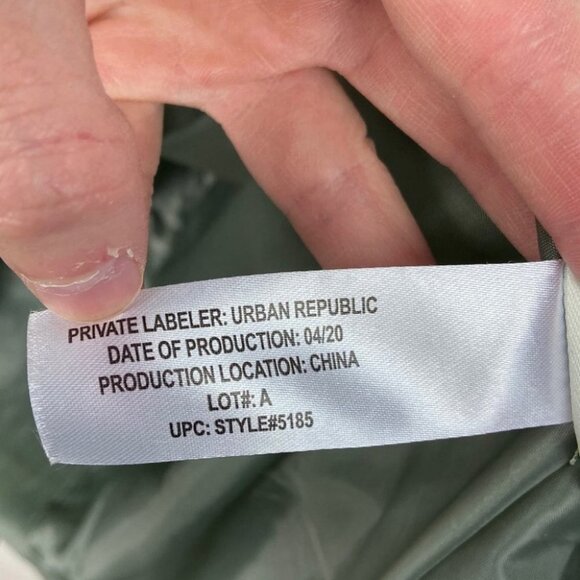 PRIVATE LABELER: URBAN REPUBLIC
DATE OF PRODUCTION: 04/20
PRODUCTION LOCATION: CHINA
LOT#: A
UPC: STYLE#5185